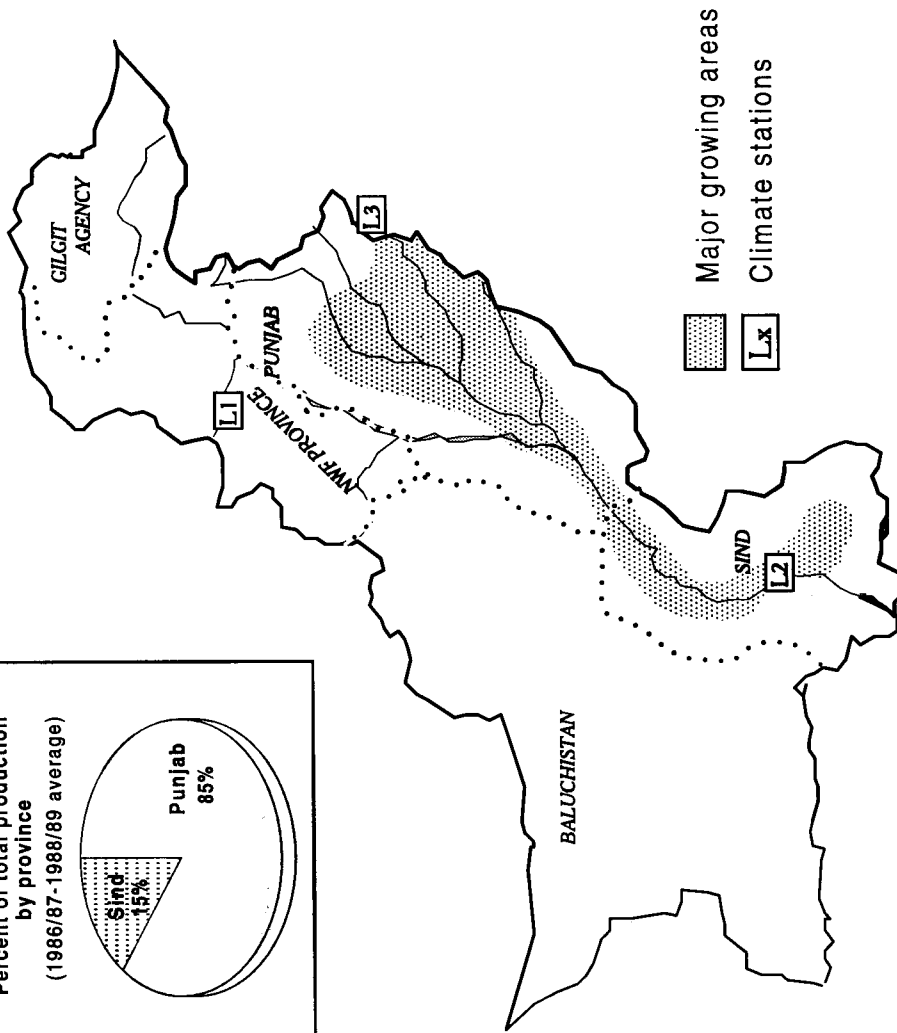 Percent of total production
by province
(1986/87-1988/89 average)
Sind
15%
Punjab
85%
GILGIT
AGENCY
L1
NWF PROVINCE
PUNJAB
L3
BALUCHISTAN
SIND
L2
Major growing areas
Lx
Climate stations